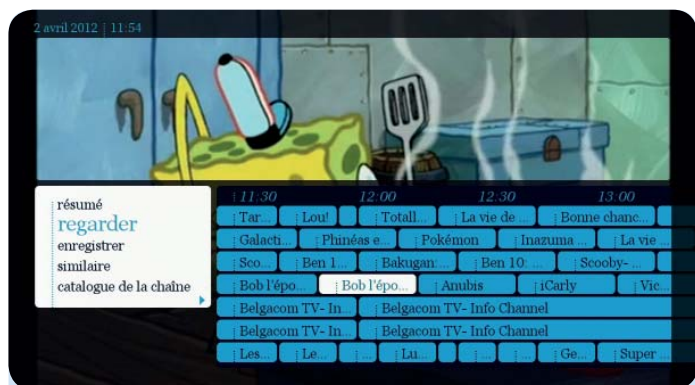 2 avril 2012 ¦ 11:54
résumé
regarder
enregistrer
similaire
catalogue de la chaîne
11:30 12:00 12:30 13:00
Tar... Lou! Totall... La vie de ... Bonne chanc...
Galacti... Phinéas e... Pokémon Inazuma ... La vie ...
Sco... Ben 1... Bakugan:... Ben 10: ... Scooby- ...
Bob l'épo... Bob l'épo... Anubis iCarly Vic...
Belgacom TV- In... Belgacom TV- Info Channel
Belgacom TV- In... Belgacom TV- Info Channel
Les... Le... ... Lu... ... ... Ge... Super ...